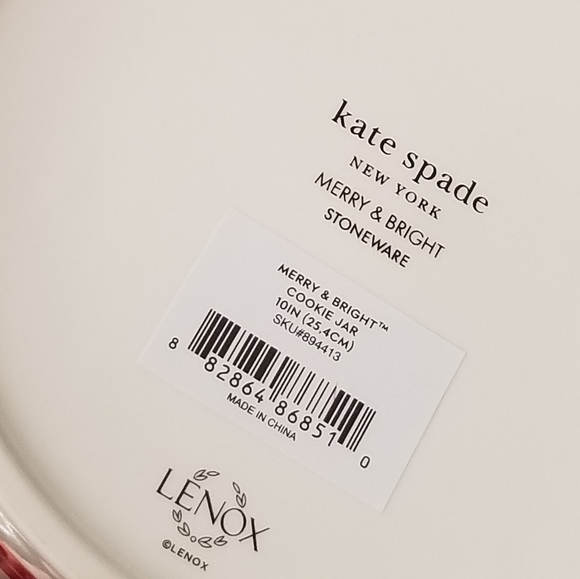 kate spade
NEW YORK
MERRY & BRIGHT
STONEWARE
MERRY & BRIGHT™
COOKIE JAR
10IN (25.4CM)
SKU#894413
8 82864 86851 0
MADE IN CHINA
LENOX
©LENOX